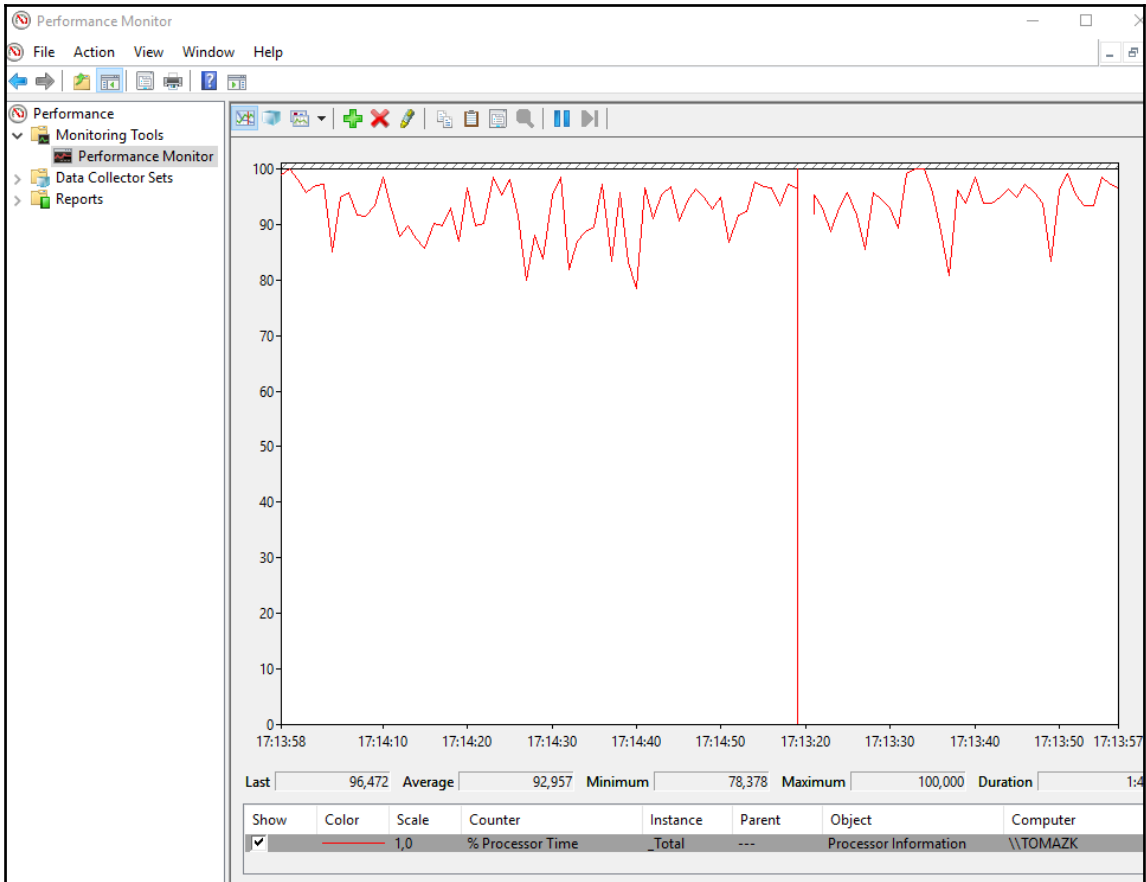 Performance Monitor
File Action View Window Help
Performance
Monitoring Tools
Performance Monitor
Data Collector Sets
Reports
100
90
80
70
60
50
40
30
20
10
0
17:13:58 17:14:10 17:14:20 17:14:30 17:14:40 17:14:50 17:13:20 17:13:30 17:13:40 17:13:50 17:13:57
Last 96,472 Average 92,957 Minimum 78,378 Maximum 100,000 Duration 1:4
Show Color Scale Counter Instance Parent Object Computer
1,0 % Processor Time _Total --- Processor Information \\TOMAZK